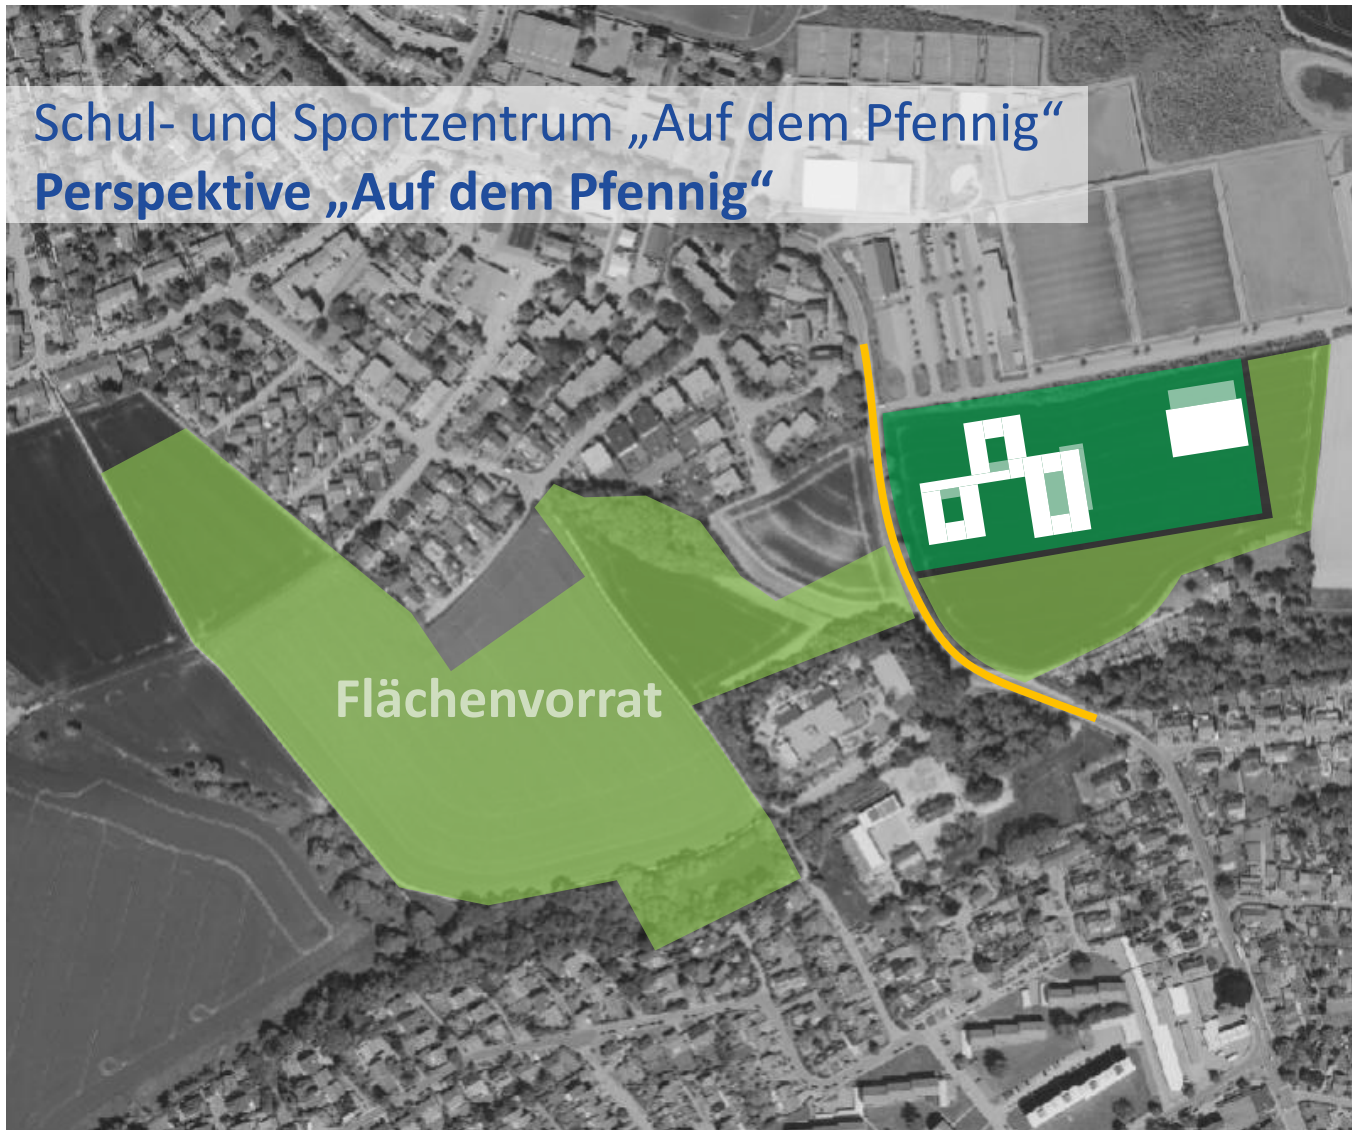 Schul- und Sportzentrum „Auf dem Pfennig“
Perspektive „Auf dem Pfennig“
Flächenvorrat